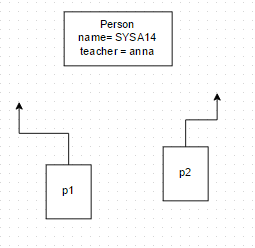 Person
name= SYSA14
teacher = anna
p1
p2